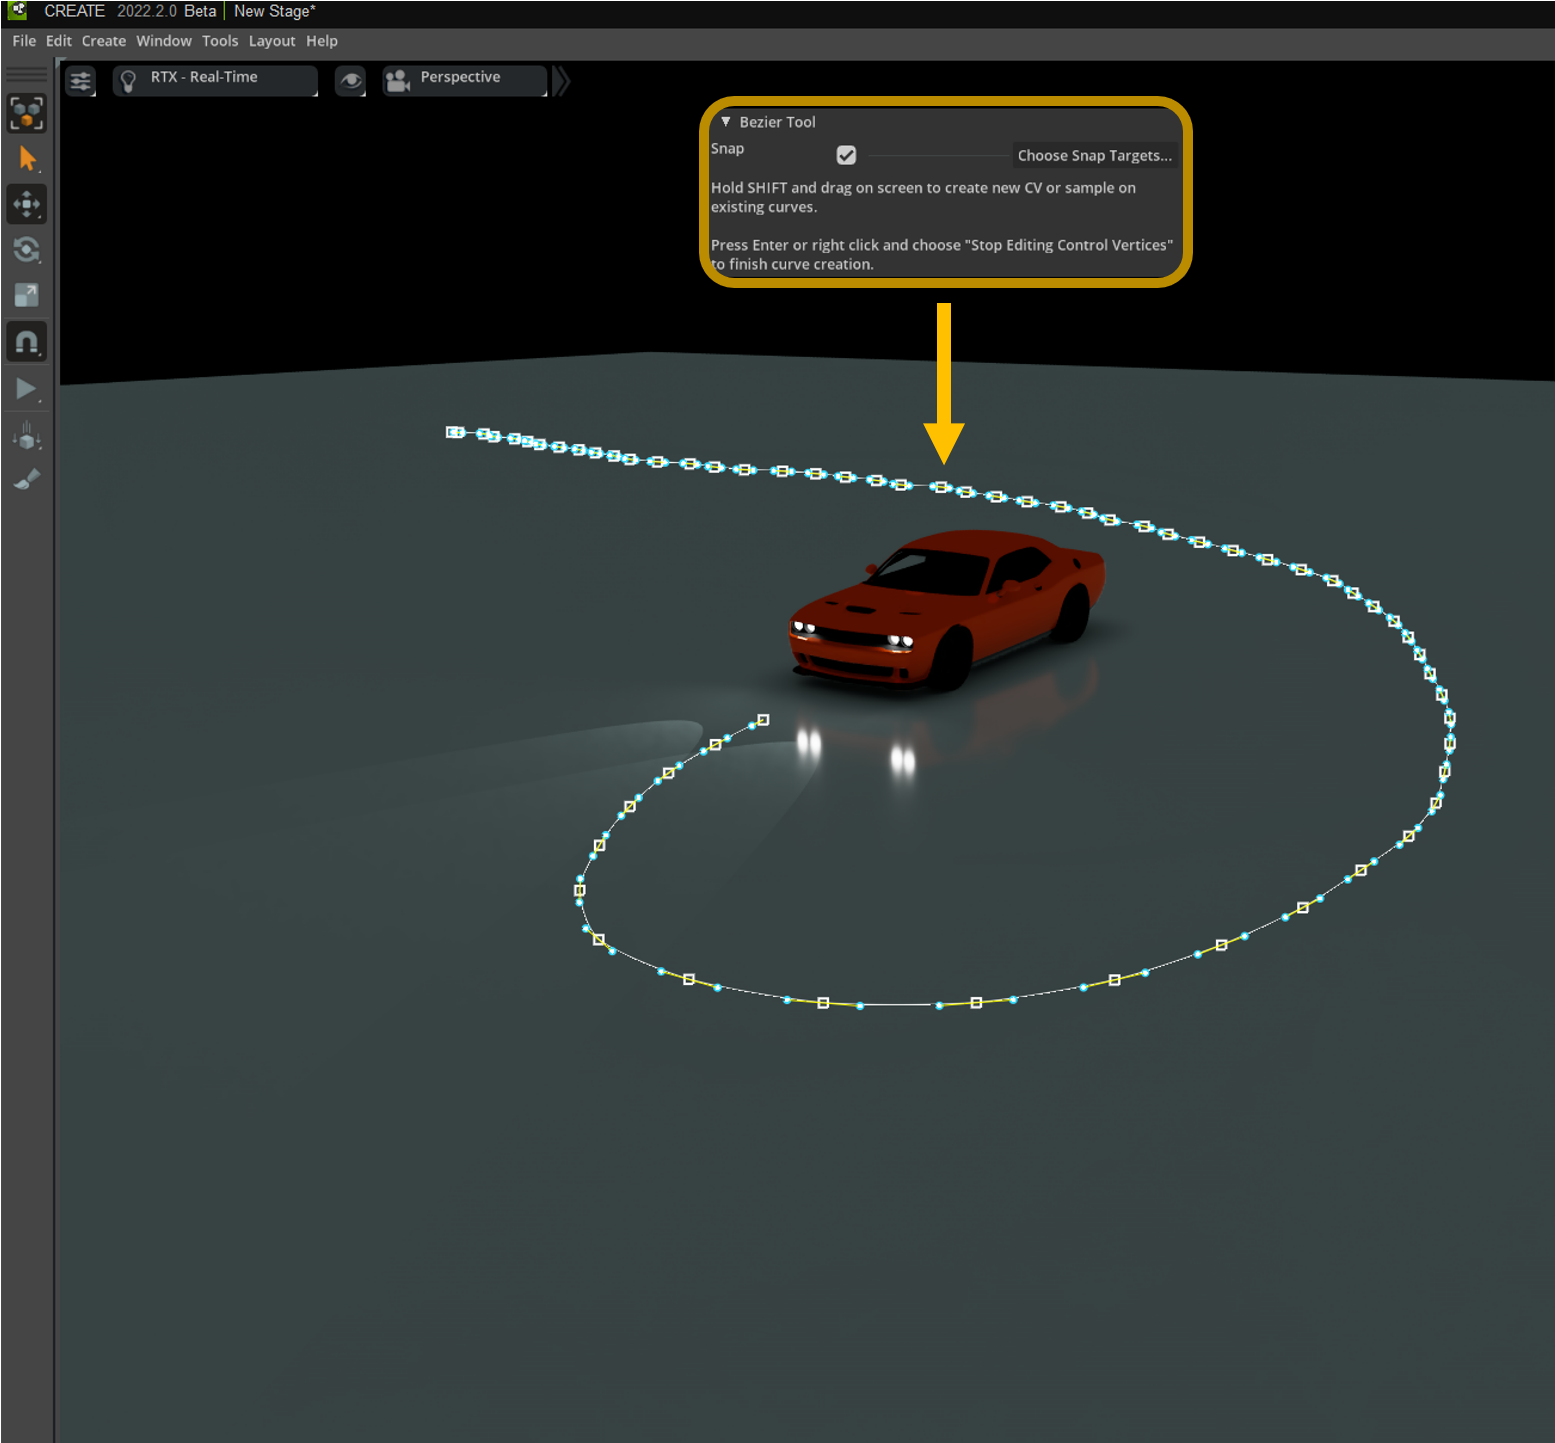 CREATE 2022.2.0 Beta New Stage*
File Edit Create Window Tools Layout Help
RTX - Real-Time Perspective
Bezier Tool
Snap Choose Snap Targets...
Hold SHIFT and drag on screen to create new CV or sample on
existing curves.
Press Enter or right click and choose "Stop Editing Control Vertices"
to finish curve creation.